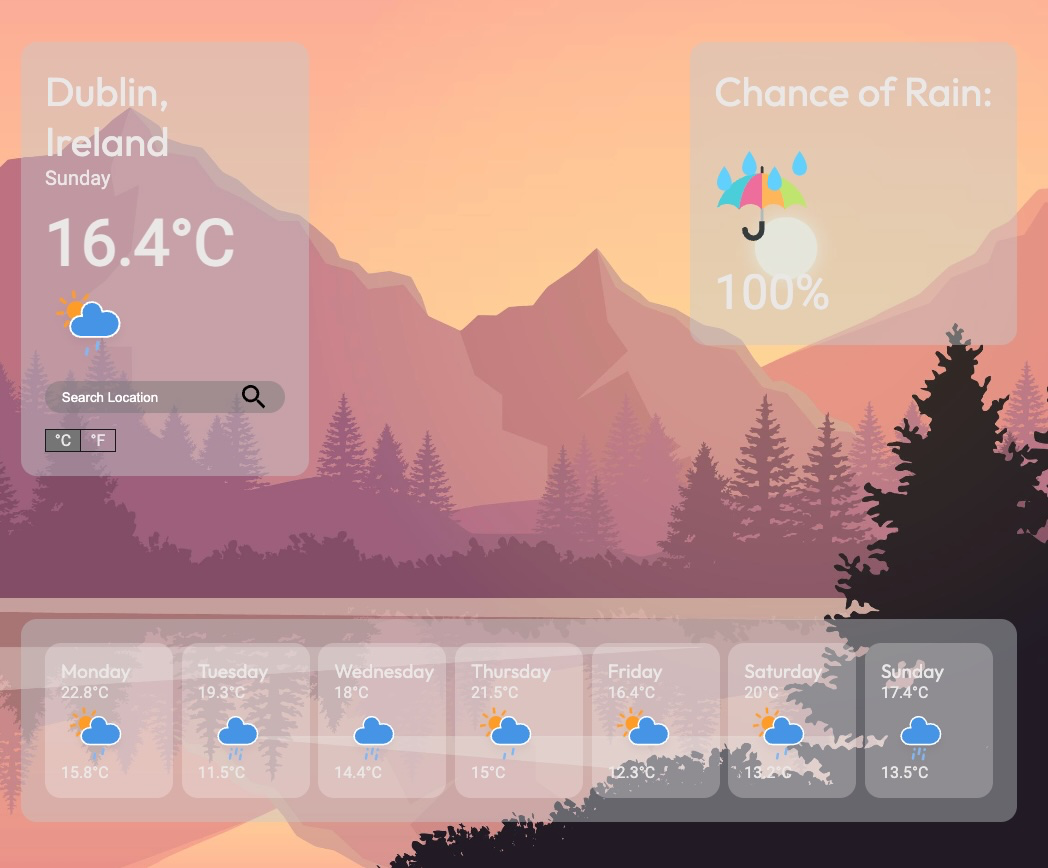 Dublin,
Ireland
Sunday
16.4°C
Search Location
°C °F
Chance of Rain:
100%
Monday
22.8°C
15.8°C
Tuesday
19.3°C
11.5°C
Wednesday
18°C
14.4°C
Thursday
21.5°C
15°C
Friday
16.4°C
12.3°C
Saturday
20°C
13.2°C
Sunday
17.4°C
13.5°C